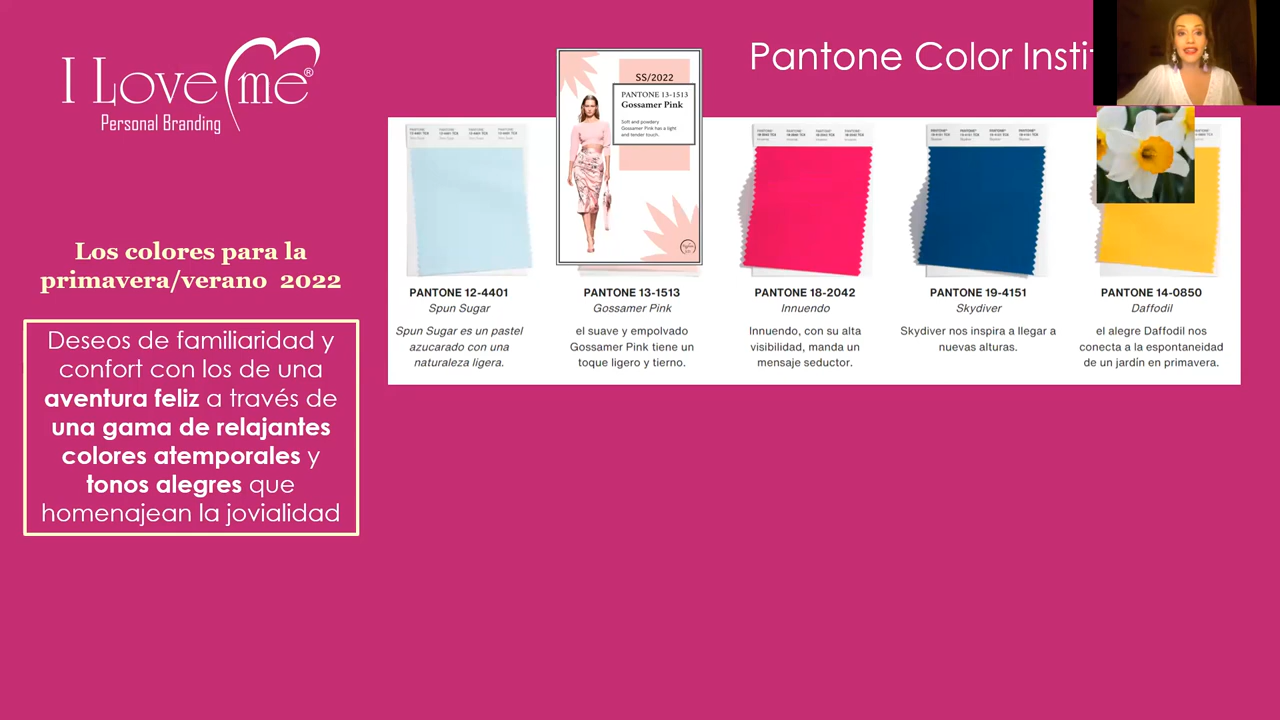 I Love me®
Personal Branding
Pantone Color Insti
Los colores para la
primavera/verano 2022
Deseos de familiaridad y
confort con los de una
aventura feliz a través de
una gama de relajantes
colores atemporales y
tonos alegres que
homenajean la jovialidad
SS/2022
PANTONE 13-1513
Gossamer Pink
Soft and powdery
Gossamer Pink has a light
and tender touch.
PANTONE 12-4401
Spun Sugar
Spun Sugar es un pastel
azucarado con una
naturaleza ligera.
PANTONE 13-1513
Gossamer Pink
el suave y empolvado
Gossamer Pink tiene un
toque ligero y tierno.
PANTONE 18-2042
Innuendo
Innuendo, con su alta
visibilidad, manda un
mensaje seductor.
PANTONE 19-4151
Skydiver
Skydiver nos inspira a llegar a
nuevas alturas.
PANTONE 14-0850
Daffodil
el alegre Daffodil nos
conecta a la espontaneidad
de un jardín en primavera.